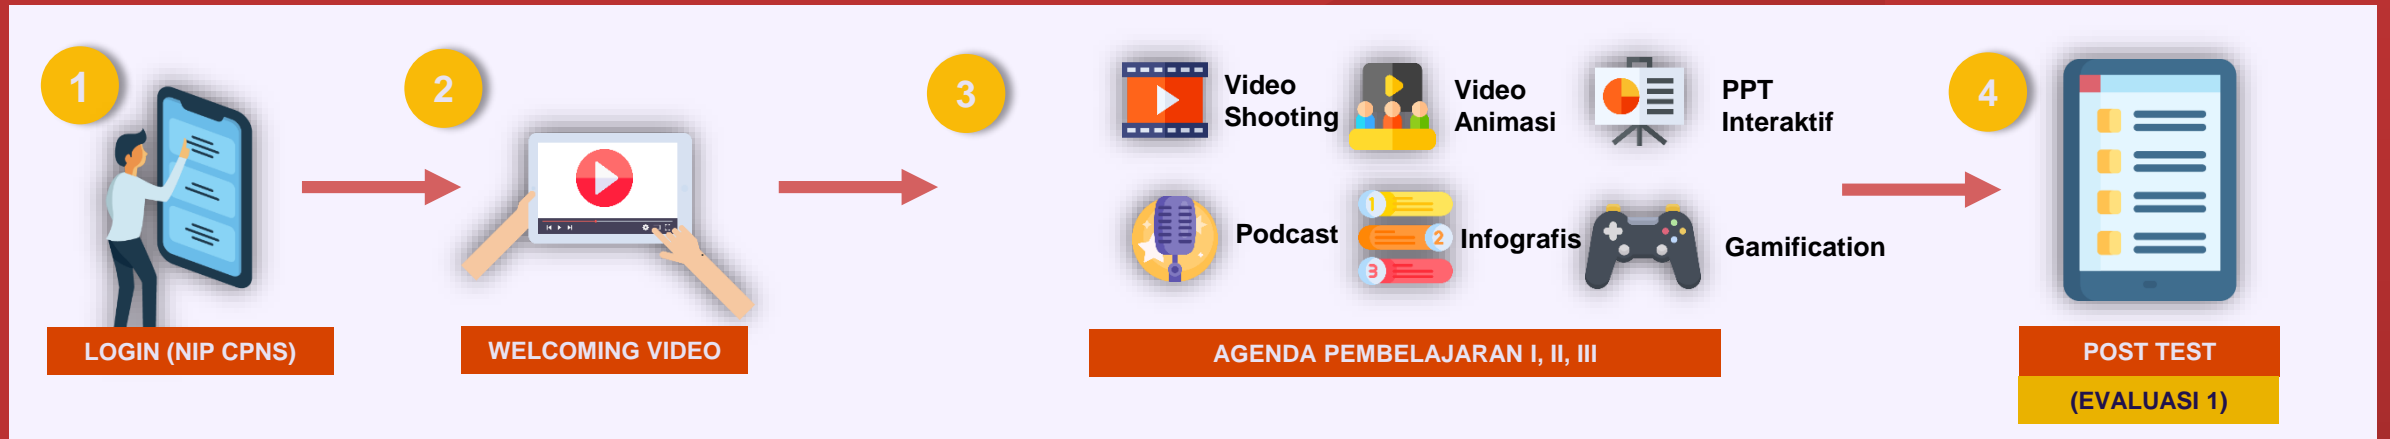 1
LOGIN (NIP CPNS)
2
WELCOMING VIDEO
3
Video
Shooting
Video
Animasi
PPT
Interaktif
Podcast
1
2
3
Infografis
Gamification
AGENDA PEMBELAJARAN I, II, III
4
POST TEST
(EVALUASI 1)